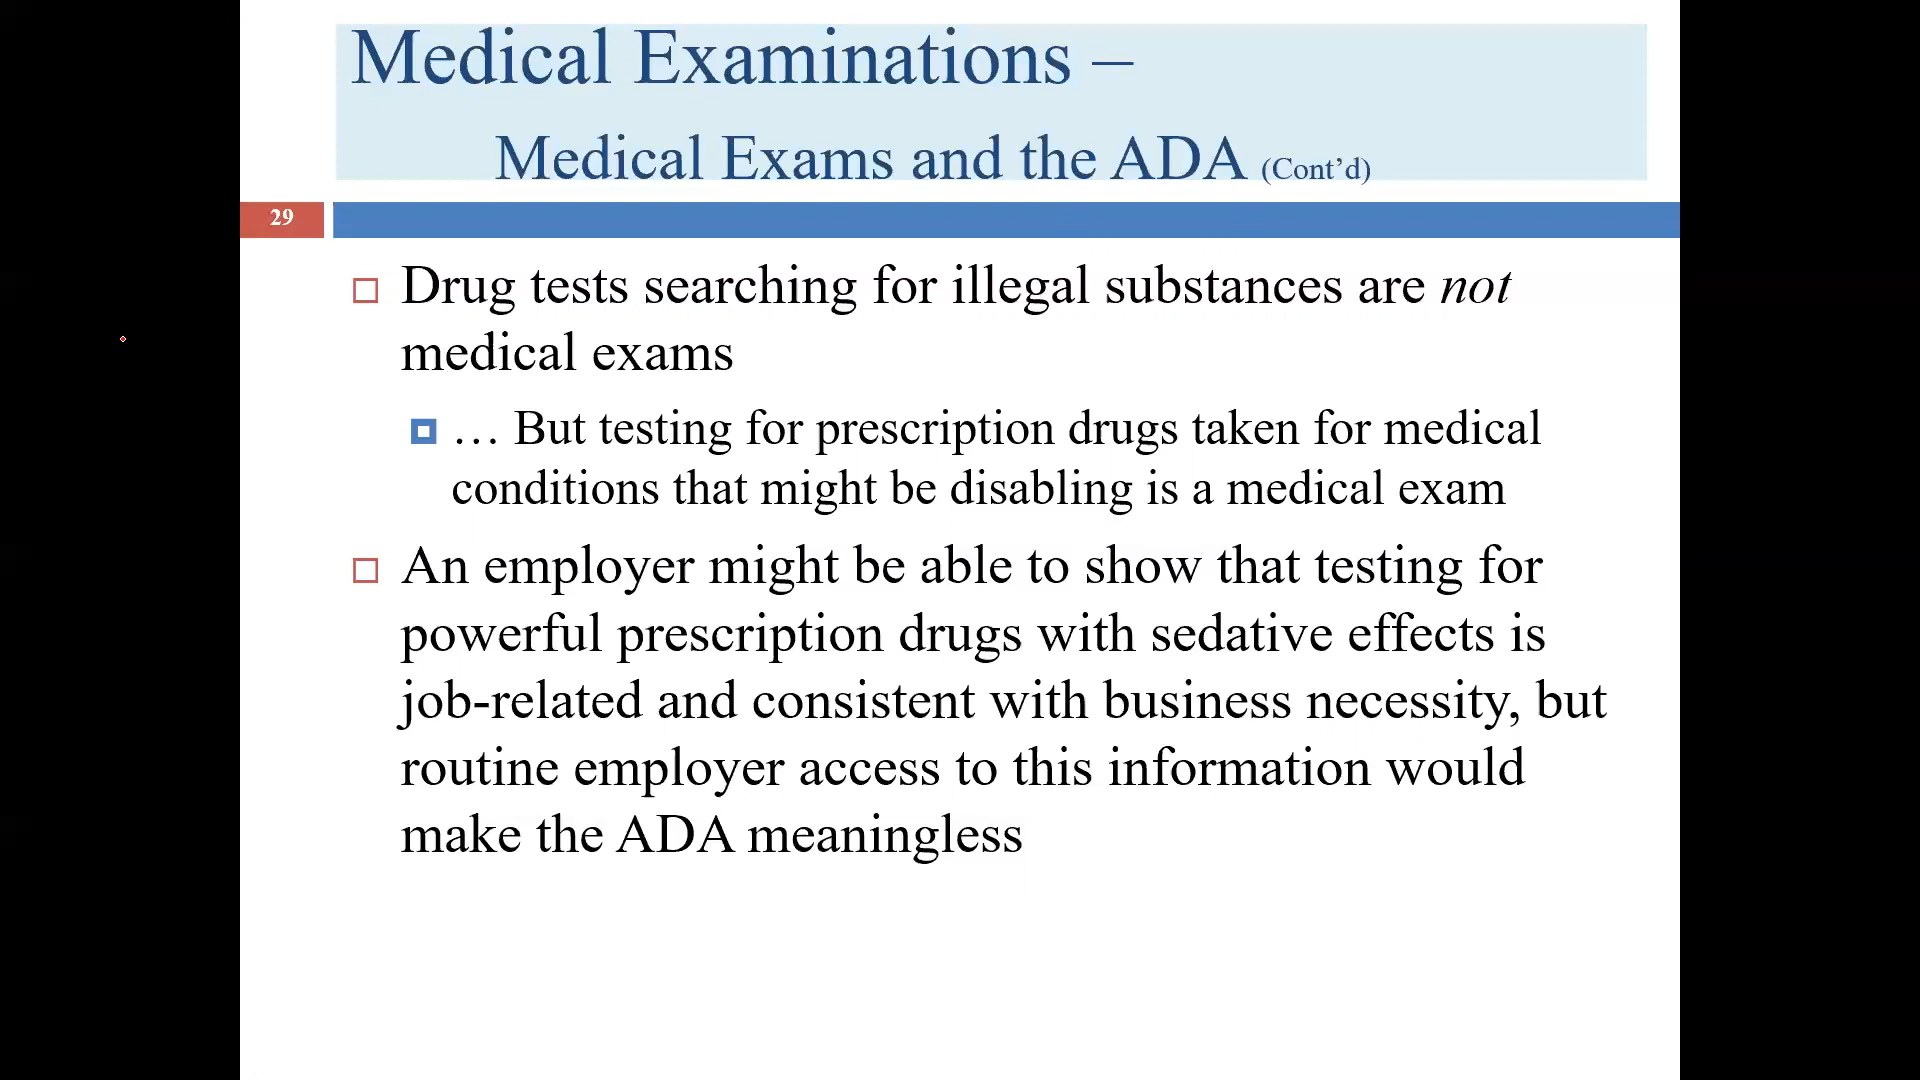 Medical Examinations –
Medical Exams and the ADA (Cont’d)
29
Drug tests searching for illegal substances are not
medical exams
… But testing for prescription drugs taken for medical
conditions that might be disabling is a medical exam
An employer might be able to show that testing for
powerful prescription drugs with sedative effects is
job-related and consistent with business necessity, but
routine employer access to this information would
make the ADA meaningless